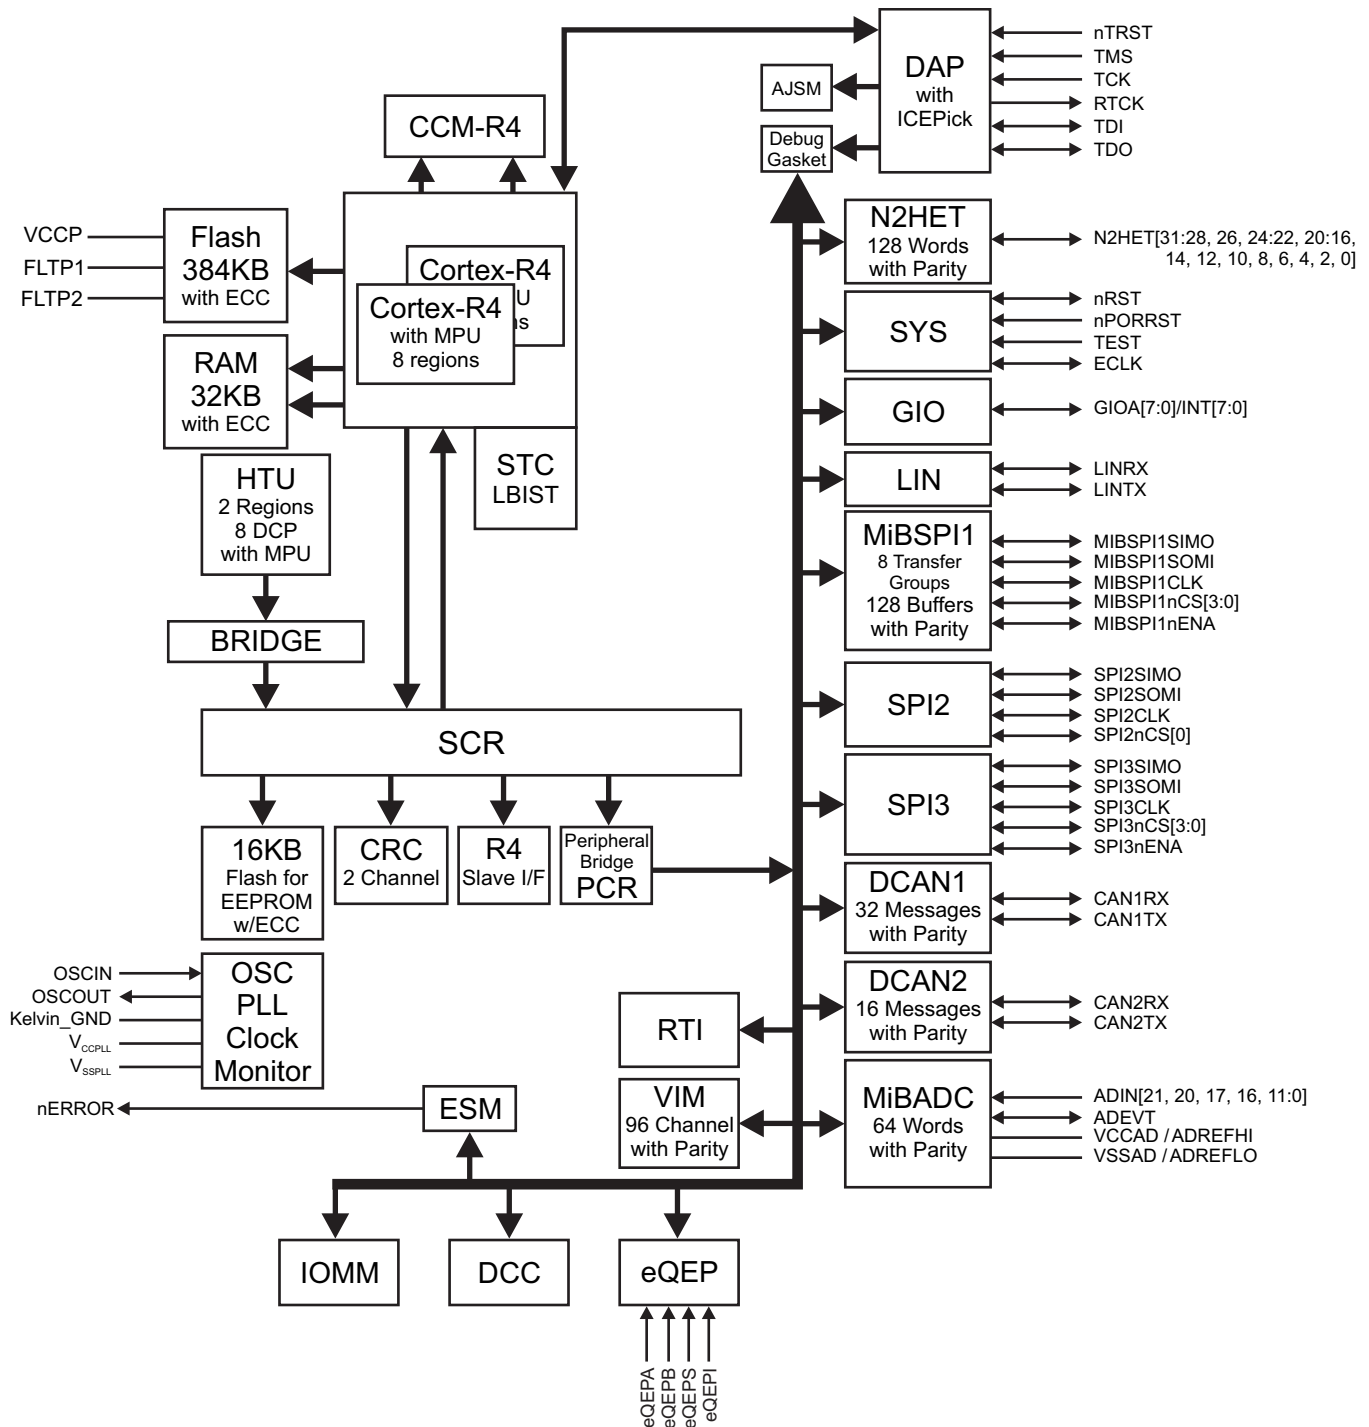 nTRST
TMS
TCK
RTCK
TDI
TDO
DAP
with
ICEPick
AJSM
Debug
Gasket
CCM-R4
VCCP
FLTP1
FLTP2
Flash
384KB
with ECC
Cortex-R4
U
ns
Cortex-R4
with MPU
8 regions
RAM
32KB
with ECC
HTU
2 Regions
8 DCP
with MPU
STC
LBIST
BRIDGE
SCR
16KB
Flash for
EEPROM
w/ECC
CRC
2 Channel
R4
Slave I/F
Peripheral
Bridge
PCR
OSCIN
OSCOUT
Kelvin_GND
VCCPLL
VSSPLL
OSC
PLL
Clock
Monitor
nERROR
ESM
RTI
VIM
96 Channel
with Parity
IOMM
DCC
eQEP
eQEPA
eQEPB
eQEPS
eQEPI
N2HET
128 Words
with Parity
N2HET[31:28, 26, 24:22, 20:16,
14, 12, 10, 8, 6, 4, 2, 0]
SYS
nRST
nPORRST
TEST
ECLK
GIO
GIOA[7:0]/INT[7:0]
LIN
LINRX
LINTX
MiBSPI1
8 Transfer
Groups
128 Buffers
with Parity
MIBSPI1SIMO
MIBSPI1SOMI
MIBSPI1CLK
MIBSPI1nCS[3:0]
MIBSPI1nENA
SPI2
SPI2SIMO
SPI2SOMI
SPI2CLK
SPI2nCS[0]
SPI3
SPI3SIMO
SPI3SOMI
SPI3CLK
SPI3nCS[3:0]
SPI3nENA
DCAN1
32 Messages
with Parity
CAN1RX
CAN1TX
DCAN2
16 Messages
with Parity
CAN2RX
CAN2TX
MiBADC
64 Words
with Parity
ADIN[21, 20, 17, 16, 11:0]
ADEVT
VCCAD / ADREFHI
VSSAD / ADREFLO